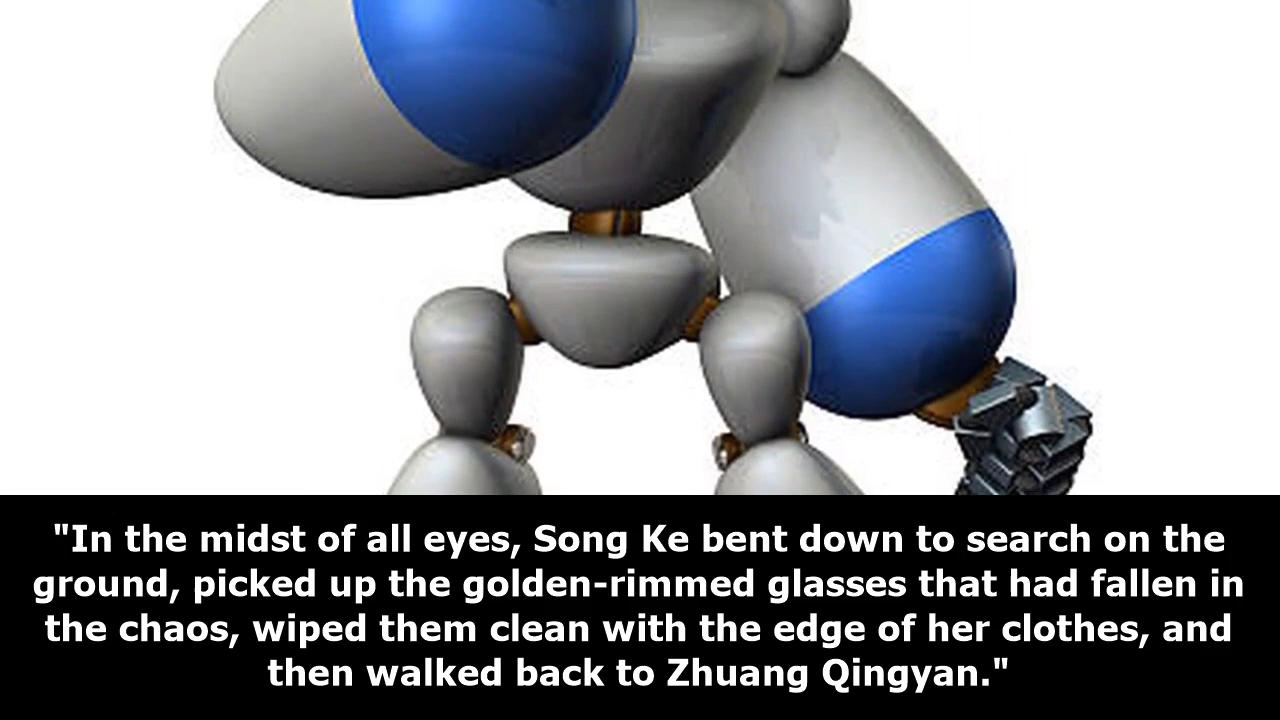 "In the midst of all eyes, Song Ke bent down to search on the
ground, picked up the golden-rimmed glasses that had fallen in
the chaos, wiped them clean with the edge of her clothes, and
then walked back to Zhuang Qingyan."